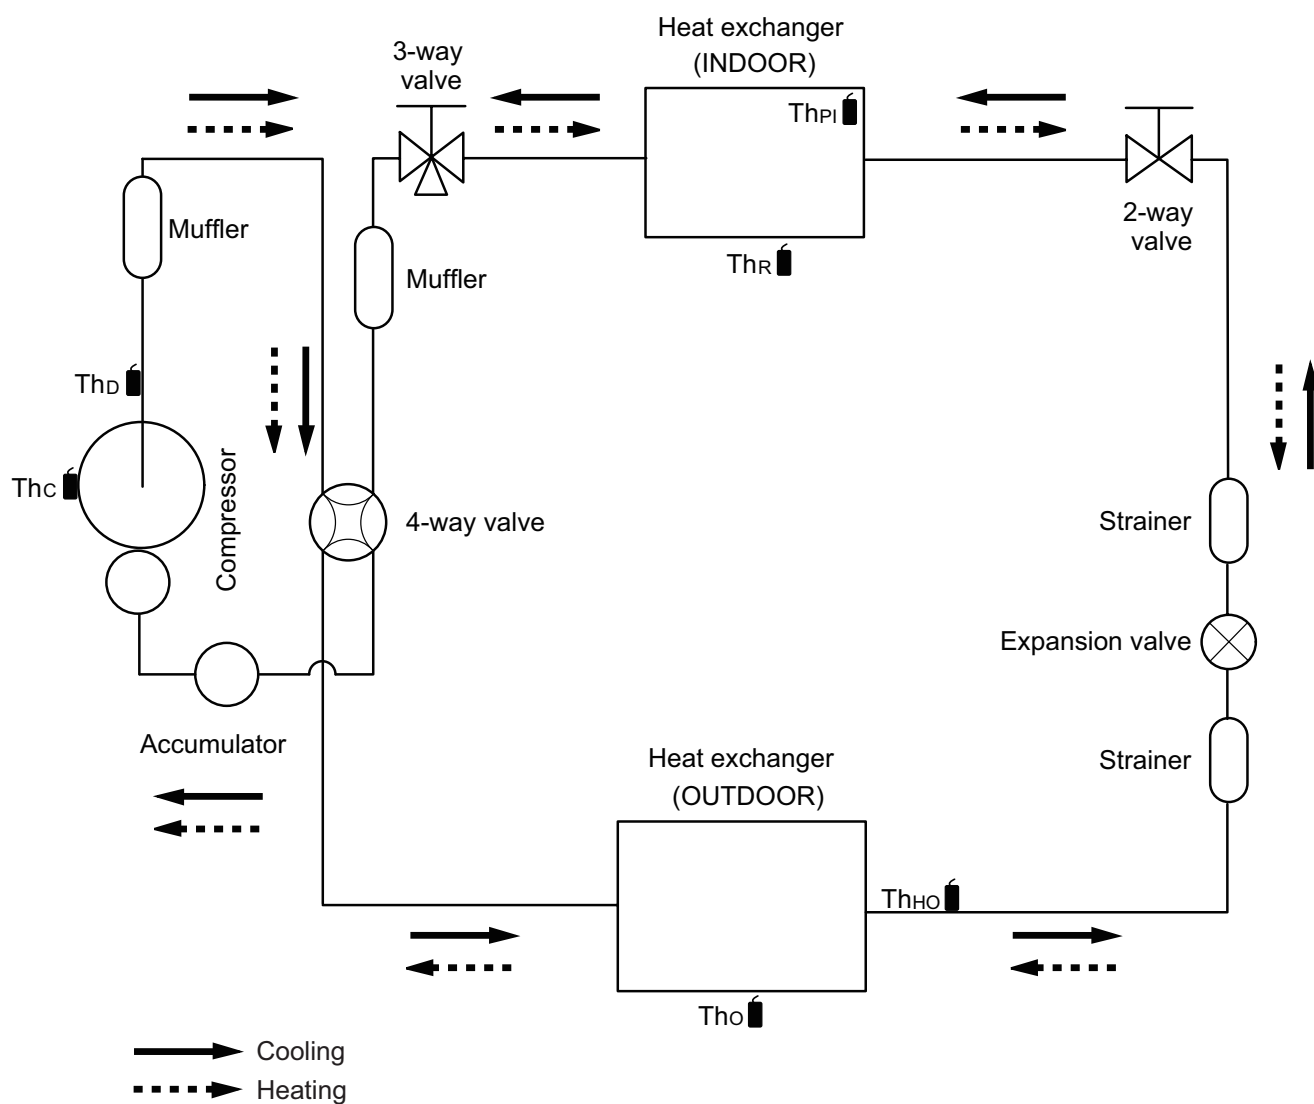 Heat exchanger
(INDOOR)
3-way
valve
ThPI
Muffler
2-way
valve
ThR
Muffler
ThD
ThC
Compressor
4-way valve
Strainer
Expansion valve
Accumulator
Heat exchanger
(OUTDOOR)
Strainer
ThHO
ThO
Cooling
Heating